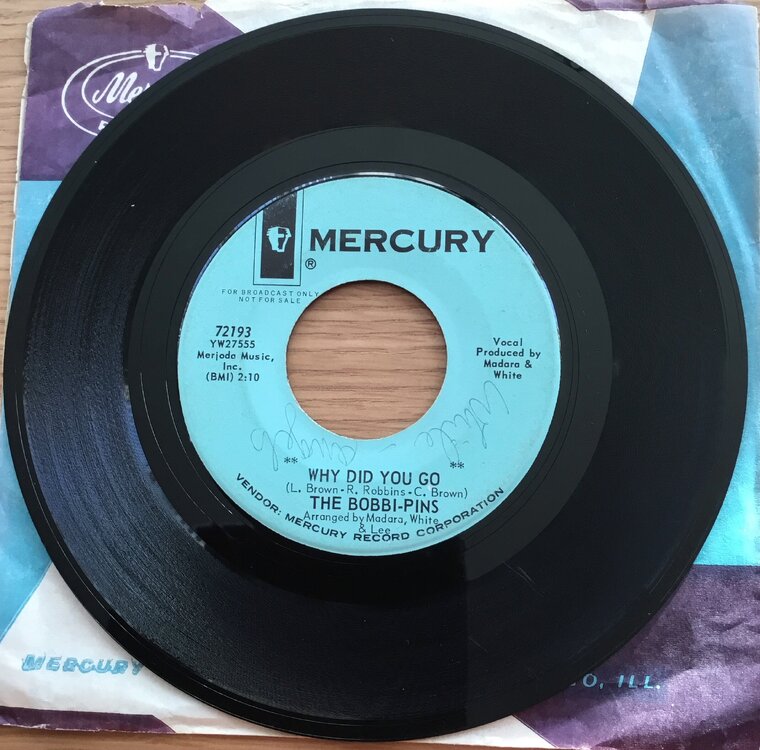 MERCURY
®
FOR BROADCAST ONLY
NOT FOR SALE
72193
YW27555
Merjoda Music,
Inc.
(BMI) 2:10
Vocal
Produced by
Madara &
White
** WHY DID YOU GO **
(L. Brown - R. Robbins - C. Brown)
THE BOBBI-PINS
Arranged by Madara, White
& Lee
VENDOR: MERCURY RECORD CORPORATION
MERCURY
O, ILL.